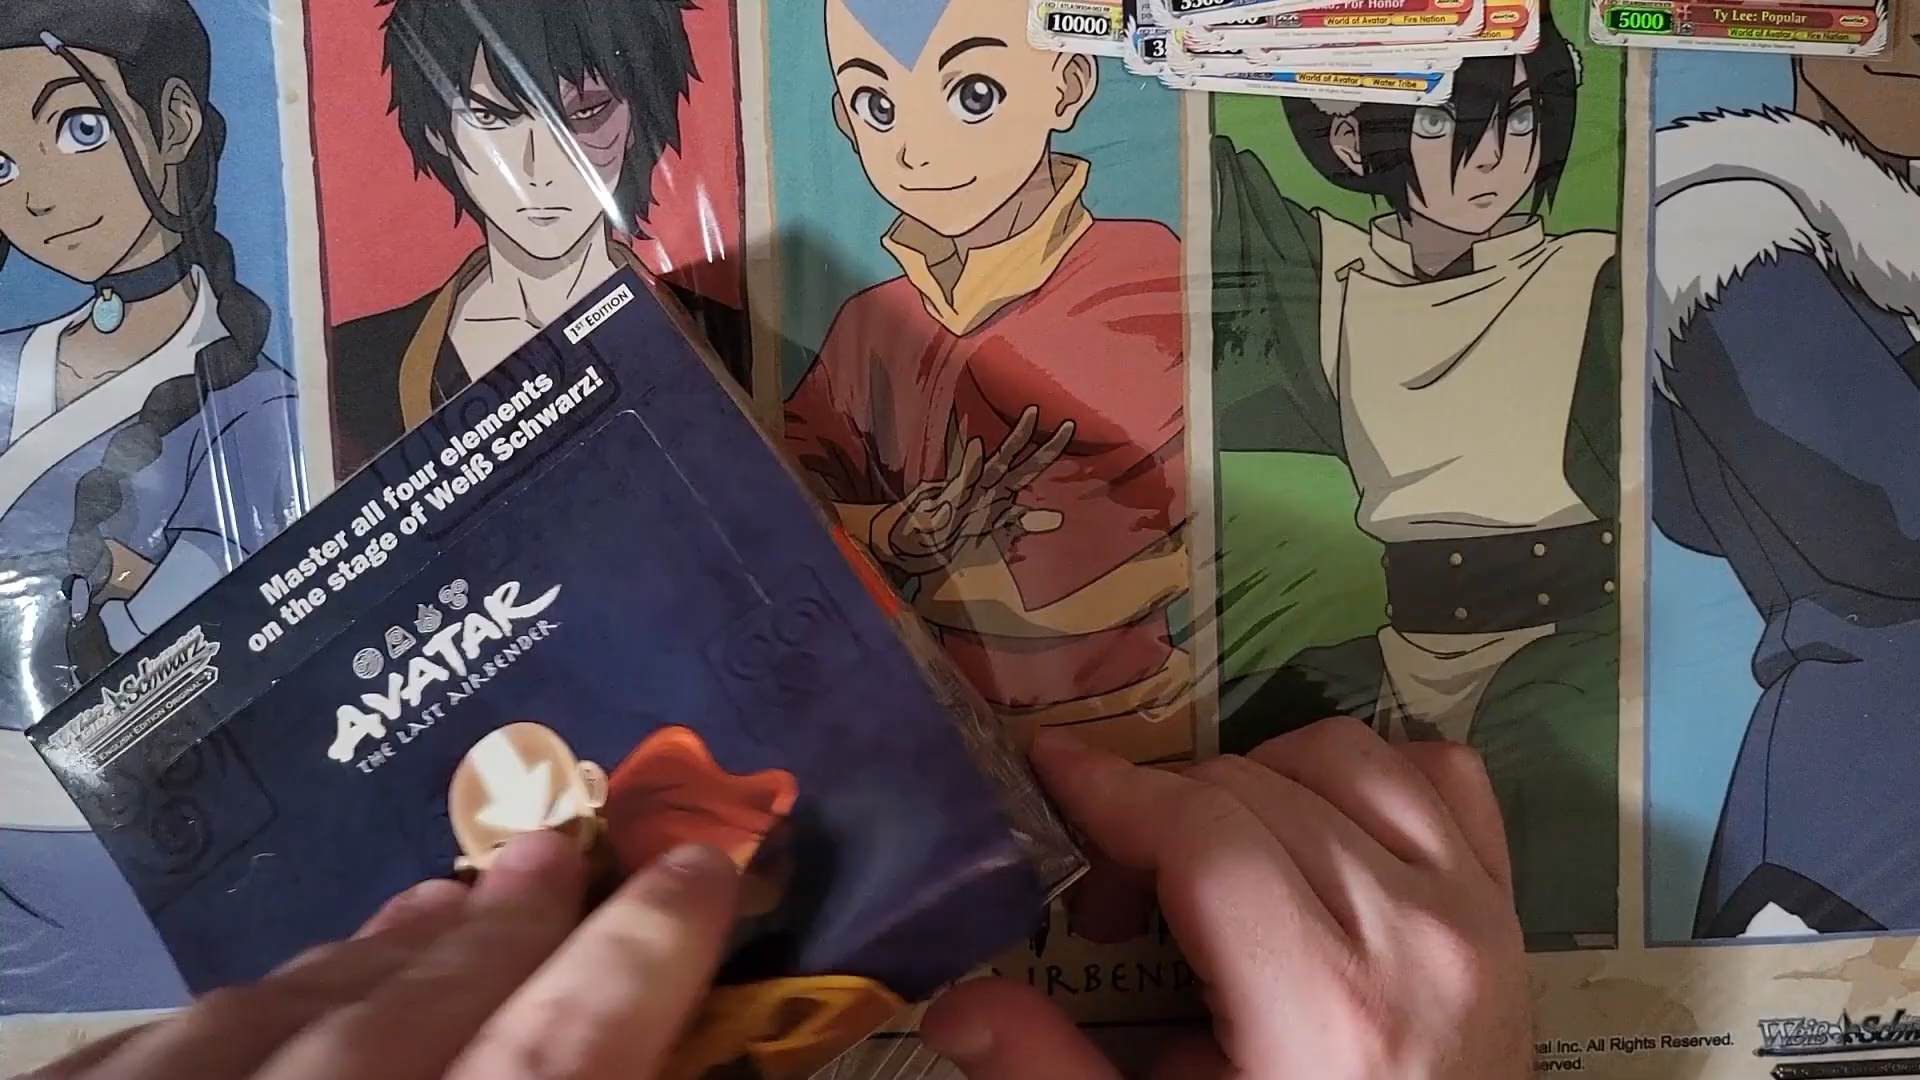 10000
5000
Ty Lee: Popular
World of Avatar Fire Nation
For Honor
World of Avatar Fire Nation
World of Avatar Water Tribe
1ST EDITION
Master all four elements
on the stage of Weiß Schwarz!
Weiß Schwarz
ENGLISH EDITION ORIGINAL
AVATAR
THE LAST AIRBENDER
AIRBEND
Inc. All Rights Reserved.
Weiß Schw